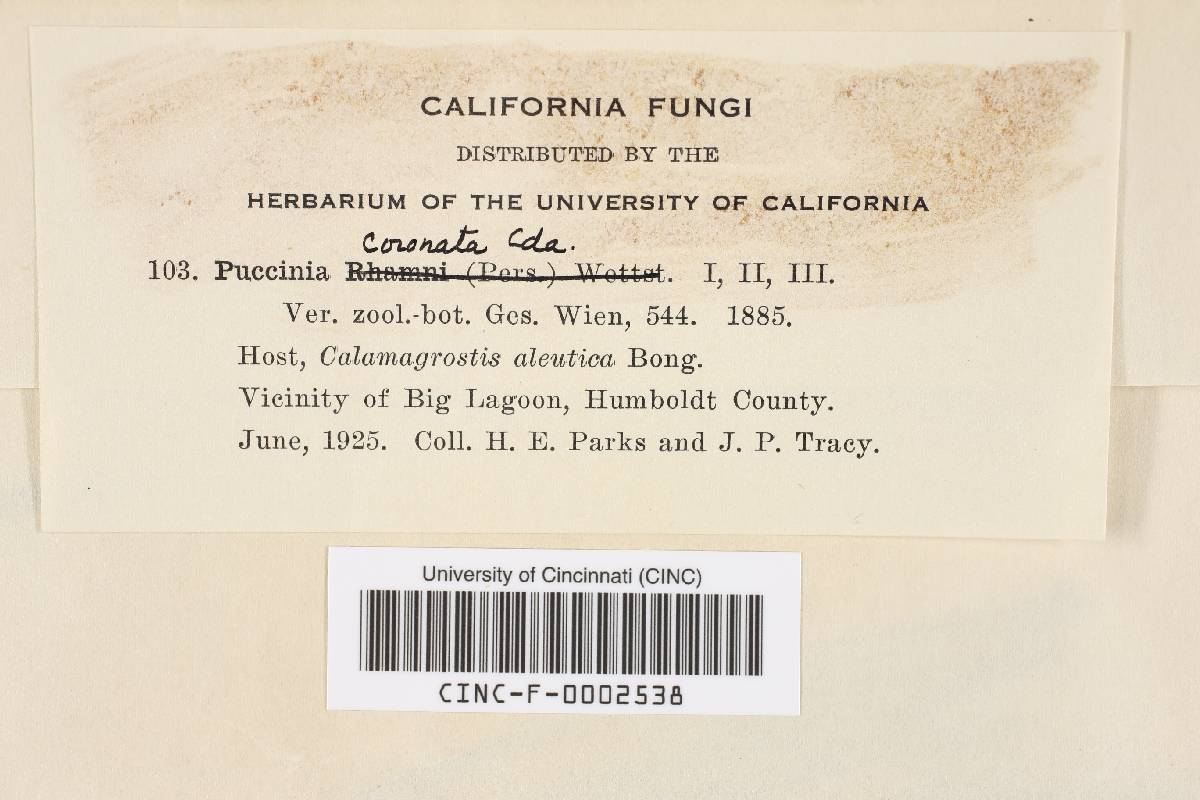 CALIFORNIA FUNGI
DISTRIBUTED BY THE
HERBARIUM OF THE UNIVERSITY OF CALIFORNIA
Coronata Cda.
103. Puccinia Rhamni (Pers.) Wettst. I, II, III.
Ver. zool.-bot. Ges. Wien, 544. 1885.
Host, Calamagrostis aleutica Bong.
Vicinity of Big Lagoon, Humboldt County.
June, 1925. Coll. H. E. Parks and J. P. Tracy.
University of Cincinnati (CINC)
CINC-F-0002538